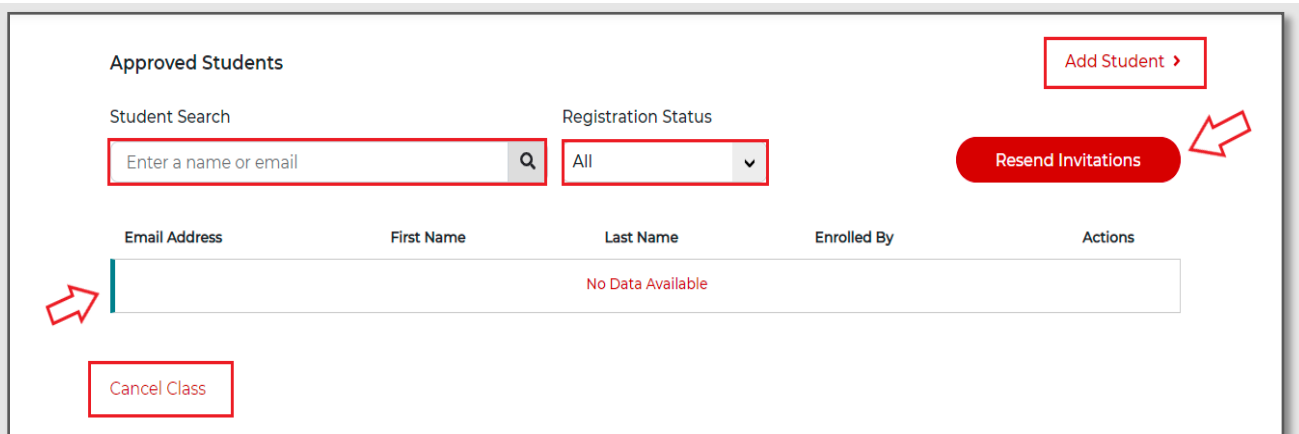 Approved Students
Add Student >
Student Search
Registration Status
Enter a name or email
All
Resend Invitations
Email Address First Name Last Name Enrolled By Actions
No Data Available
Cancel Class